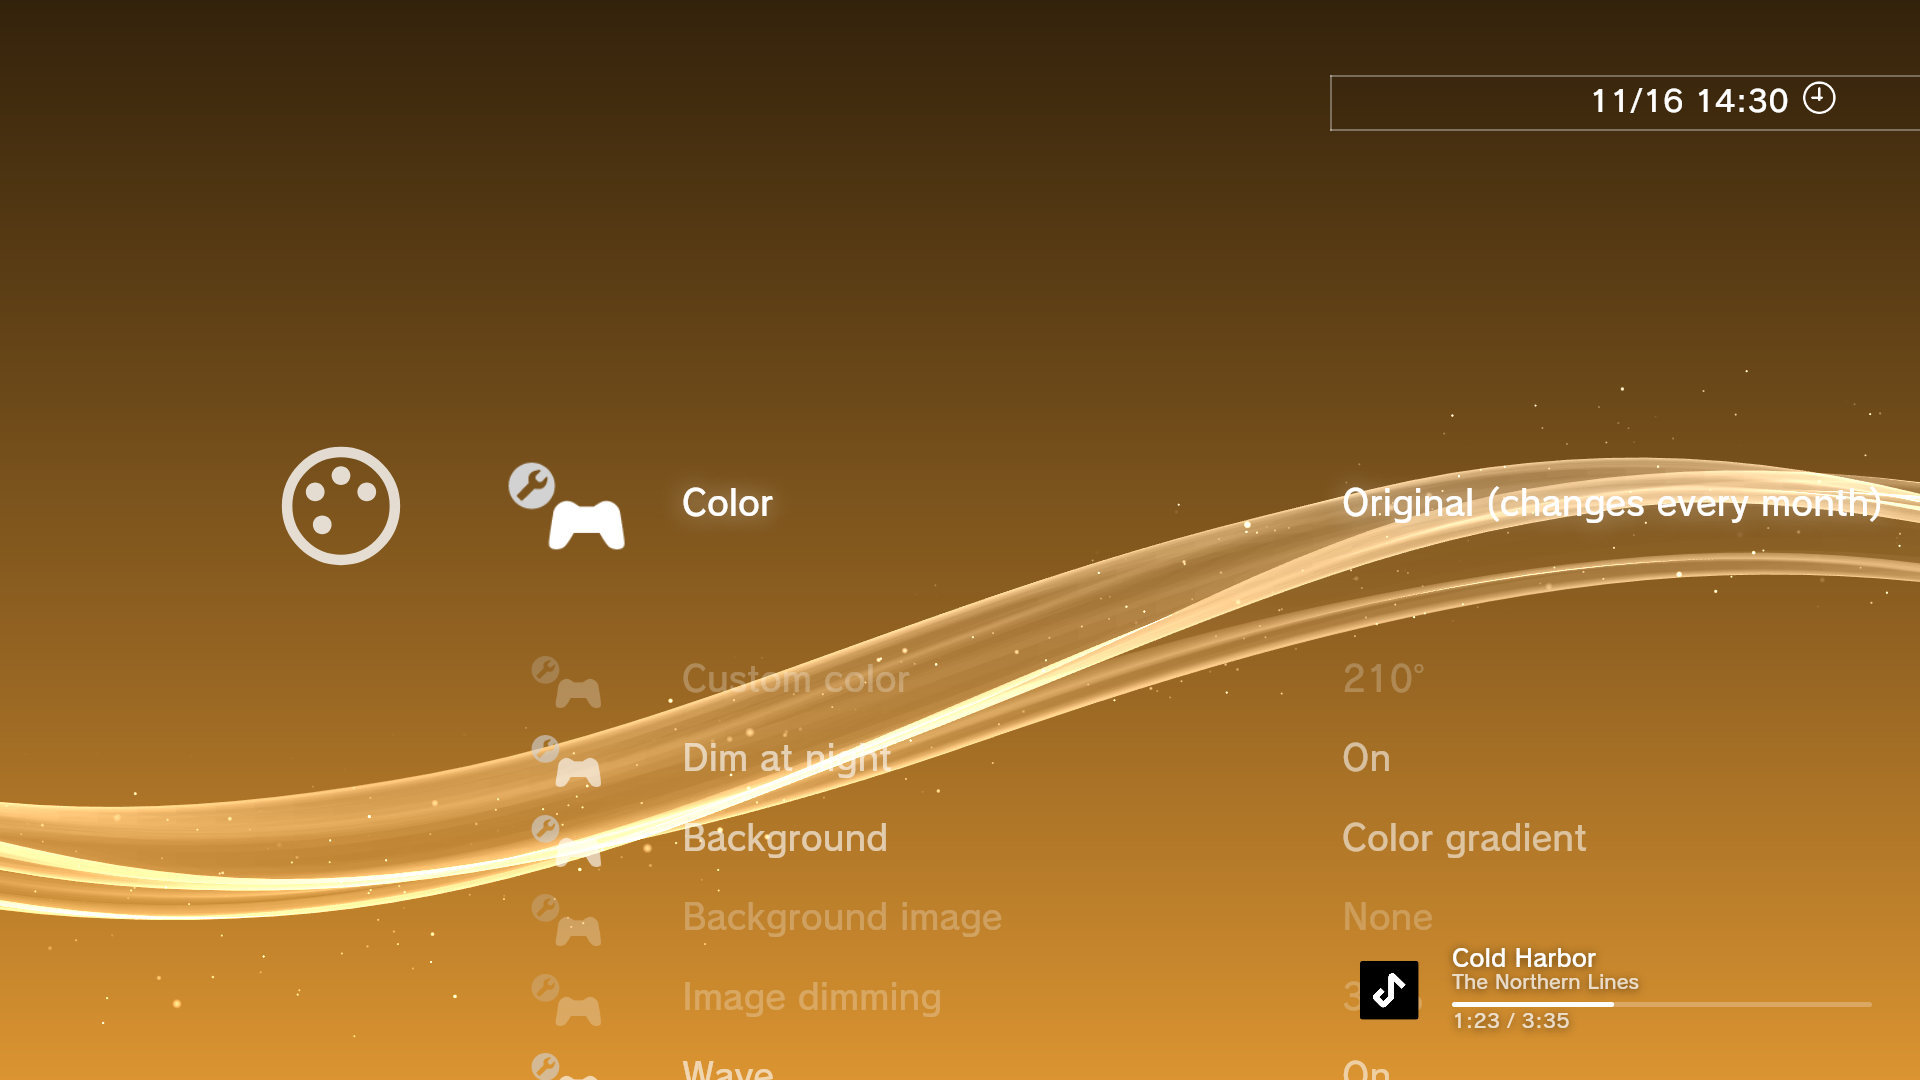 11/16 14:30
Color
Original (changes every month)
Custom color
210°
Dim at night
On
Background
Color gradient
Background image
None
Image dimming
Cold Harbor
The Northern Lines
1:23 / 3:35
Wave
On